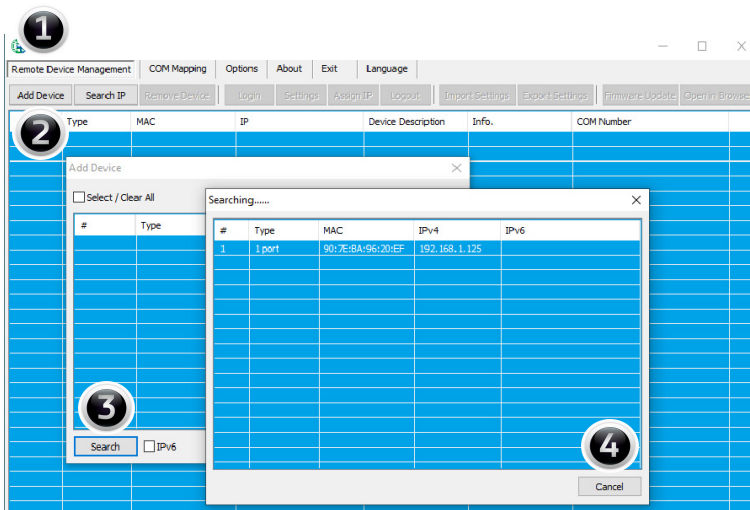 1
Remote Device Management COM Mapping Options About Exit Language
Add Device Search IP Remove Device Login Settings Assign IP Logout Import Settings Export Settings Firmware Update Open in Browse
2 Type MAC IP Device Description Info. COM Number
Add Device
Select / Clear All
# Type
Searching......
# Type MAC IPv4 IPv6
1 1 port 90:7E:BA:96:20:EF 192.168.1.125
3
Search IPv6
4
Cancel